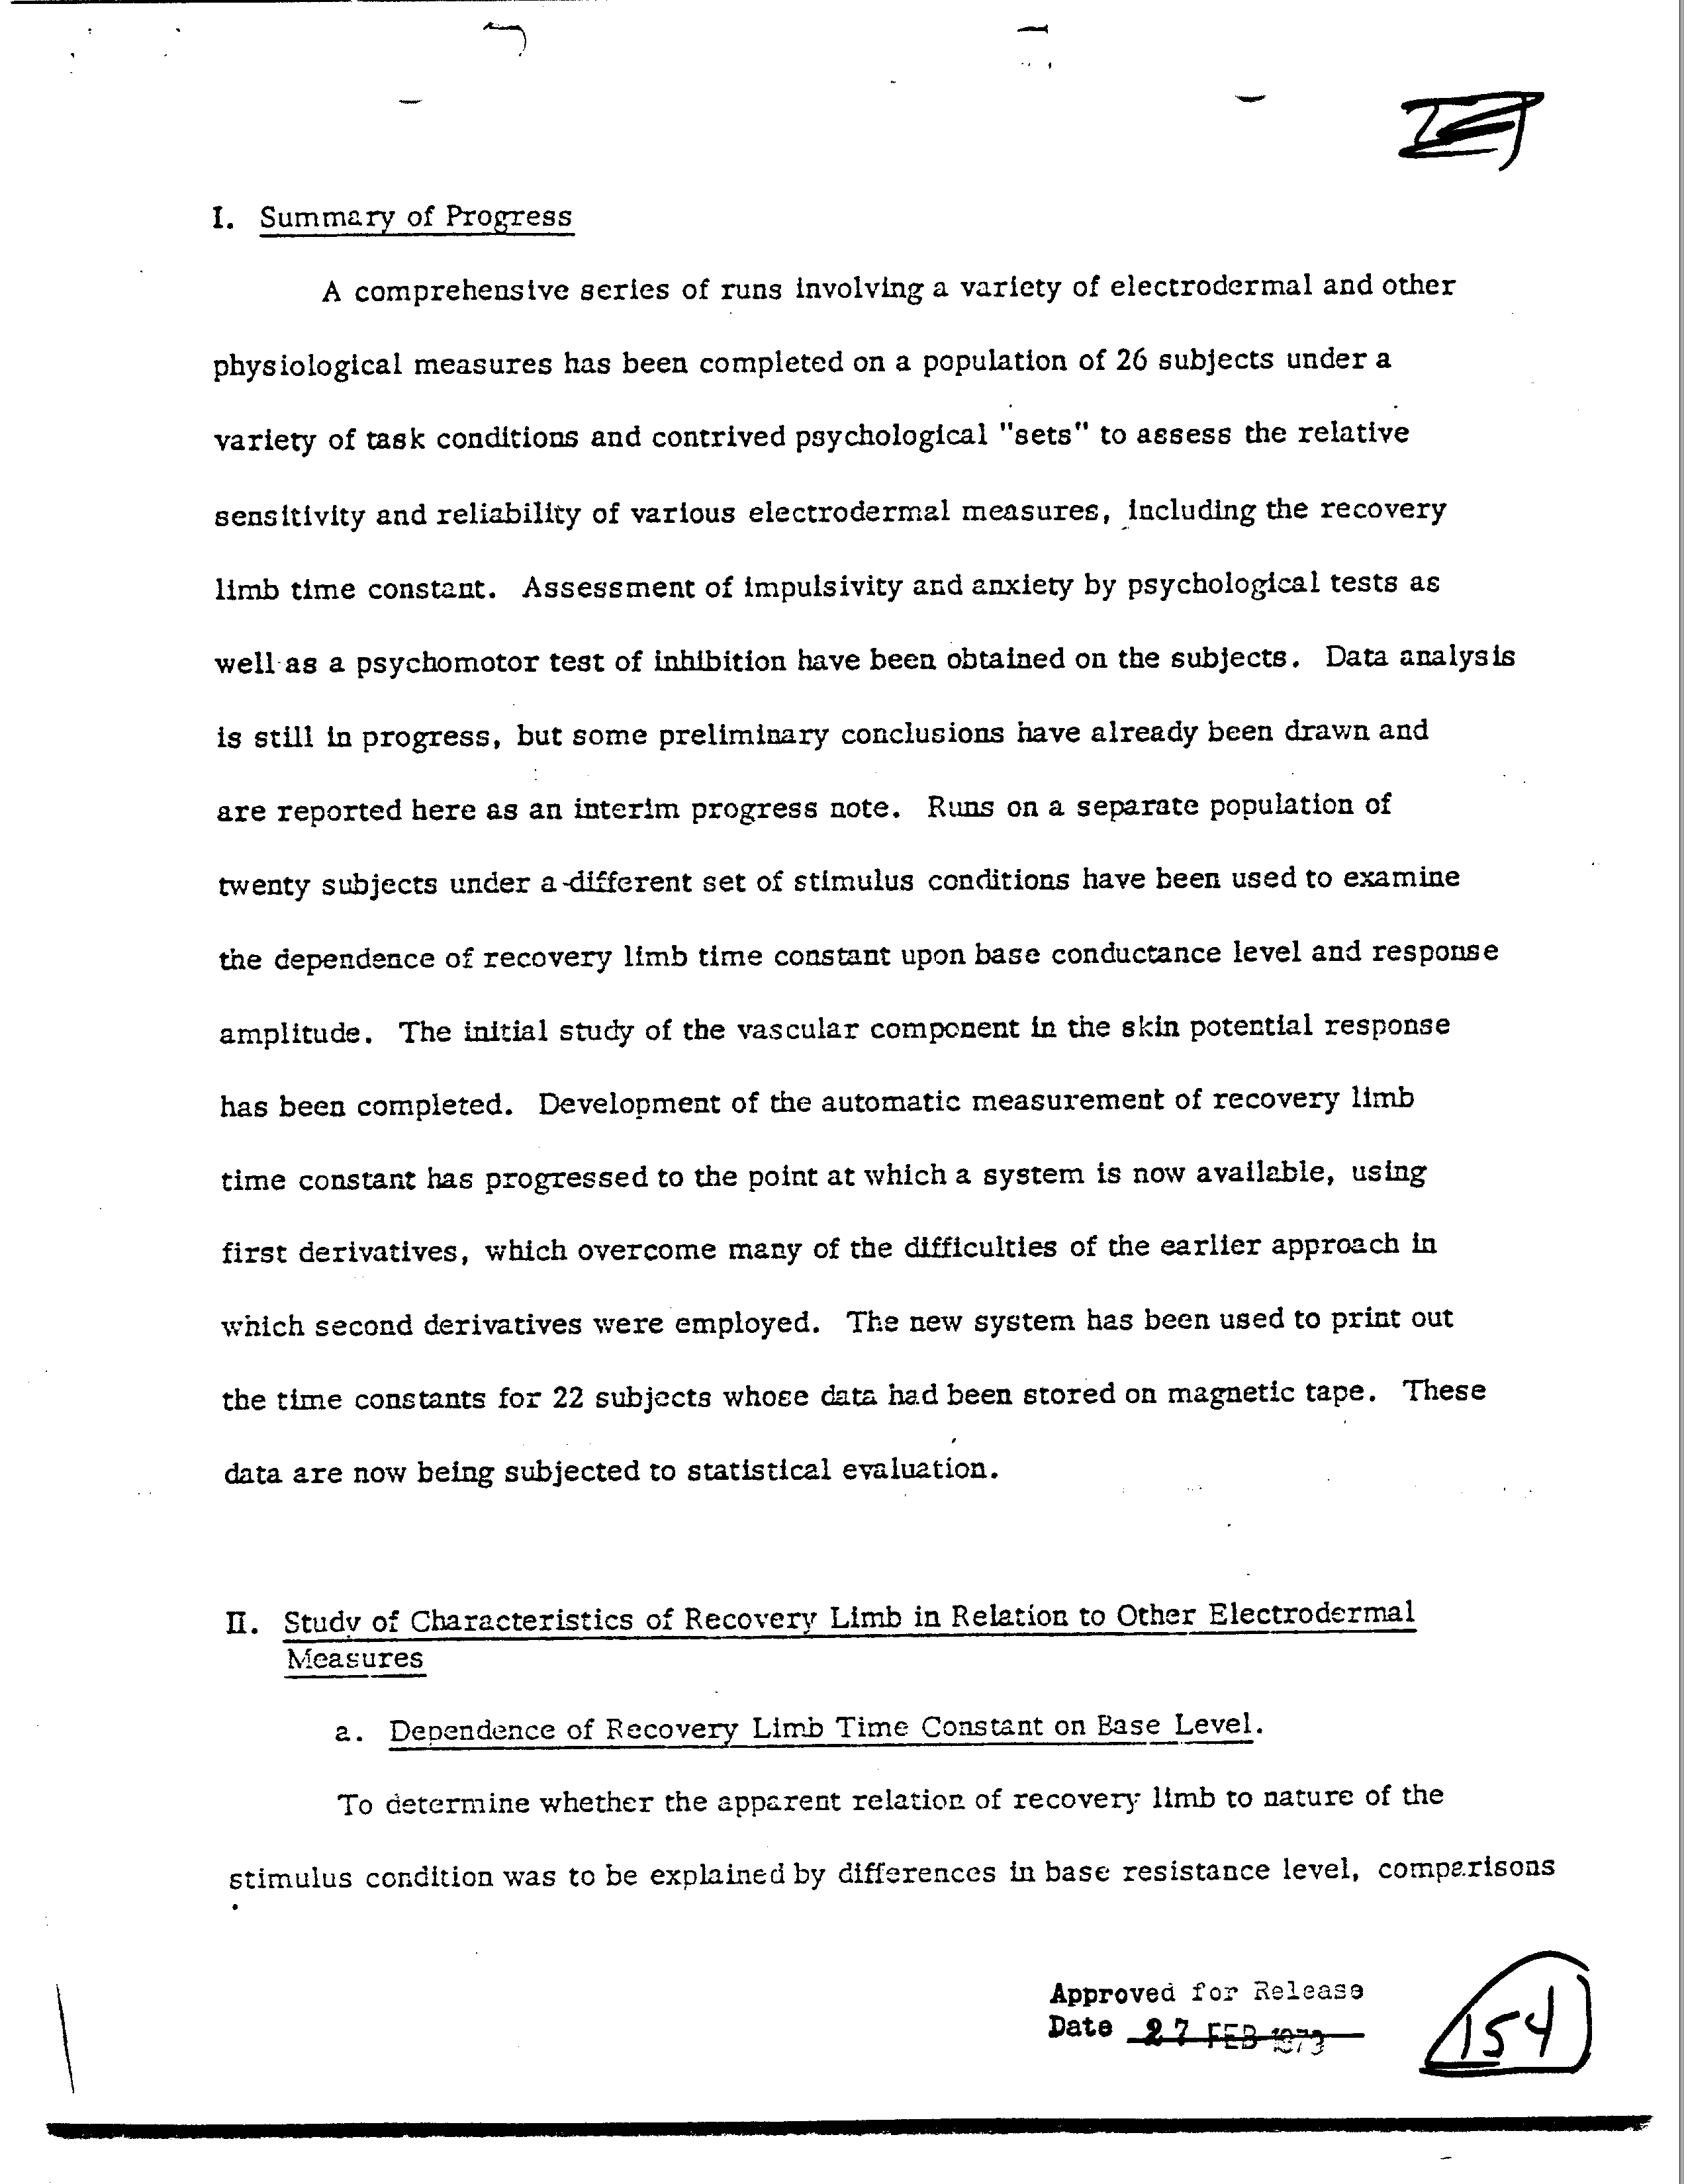 I. Summary of Progress
A comprehensive series of runs involving a variety of electrodermal and other
physiological measures has been completed on a population of 26 subjects under a
variety of task conditions and contrived psychological "sets" to assess the relative
sensitivity and reliability of various electrodermal measures, including the recovery
limb time constant. Assessment of impulsivity and anxiety by psychological tests as
well as a psychomotor test of inhibition have been obtained on the subjects. Data analysis
is still in progress, but some preliminary conclusions have already been drawn and
are reported here as an interim progress note. Runs on a separate population of
twenty subjects under a different set of stimulus conditions have been used to examine
the dependence of recovery limb time constant upon base conductance level and response
amplitude. The initial study of the vascular component in the skin potential response
has been completed. Development of the automatic measurement of recovery limb
time constant has progressed to the point at which a system is now available, using
first derivatives, which overcome many of the difficulties of the earlier approach in
which second derivatives were employed. The new system has been used to print out
the time constants for 22 subjects whose data had been stored on magnetic tape. These
data are now being subjected to statistical evaluation.
II. Study of Characteristics of Recovery Limb in Relation to Other Electrodermal
Measures
a. Dependence of Recovery Limb Time Constant on Base Level.
To determine whether the apparent relation of recovery limb to nature of the
stimulus condition was to be explained by differences in base resistance level, comparisons
Approved for Release
Date 27 FEB 1973
154